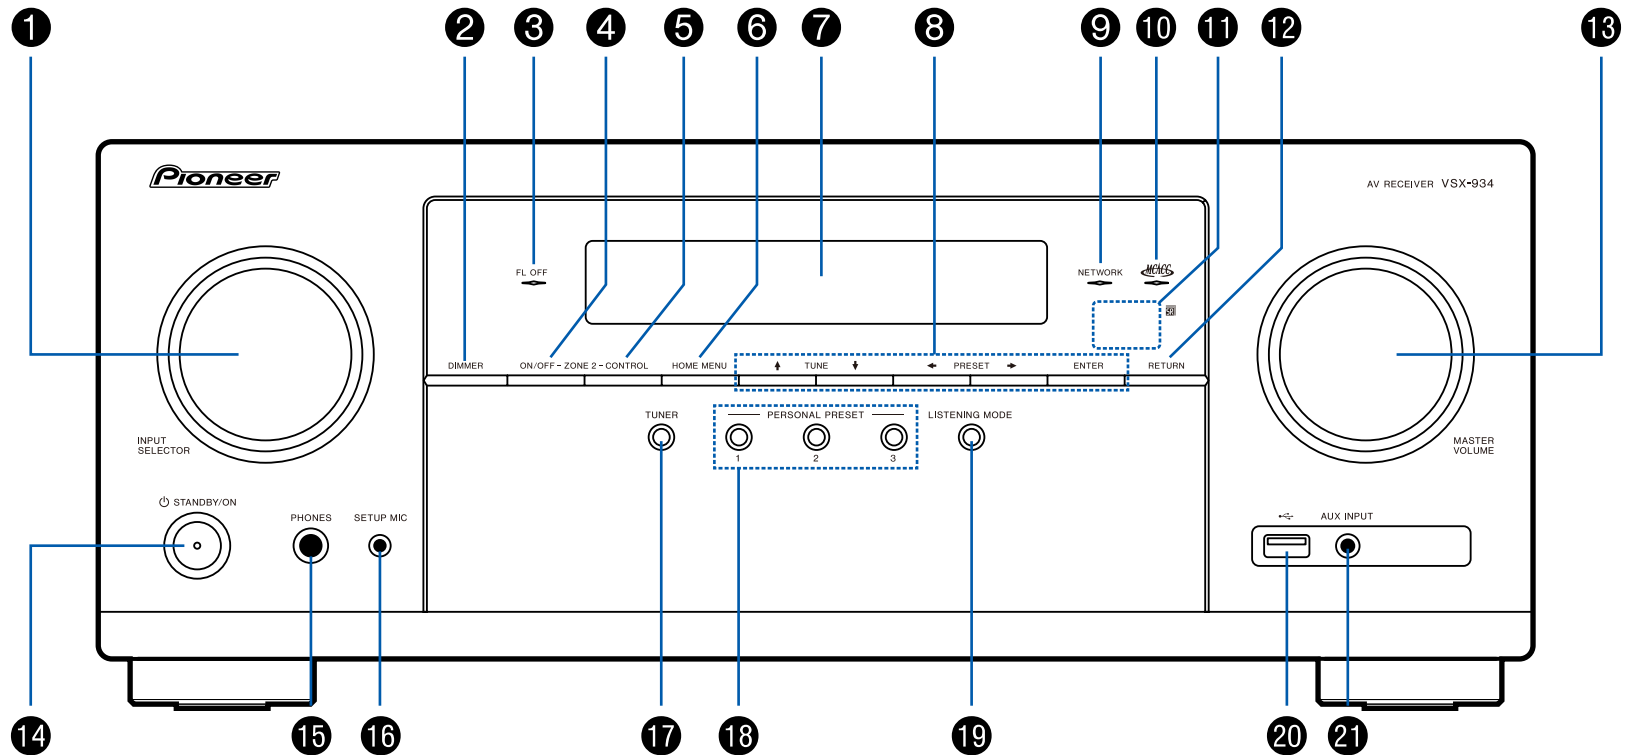 1 2 3 4 5 6 7 8 9 10 11 12 13
Pioneer
AV RECEIVER VSX-934
FL OFF
NETWORK
MCACC
DIMMER
ON/OFF – ZONE 2 – CONTROL
HOME MENU
TUNE
PRESET
ENTER
RETURN
TUNER
PERSONAL PRESET
1 2 3
LISTENING MODE
INPUT
SELECTOR
MASTER
VOLUME
STANDBY/ON
PHONES
SETUP MIC
AUX INPUT
14 15 16 17 18 19 20 21